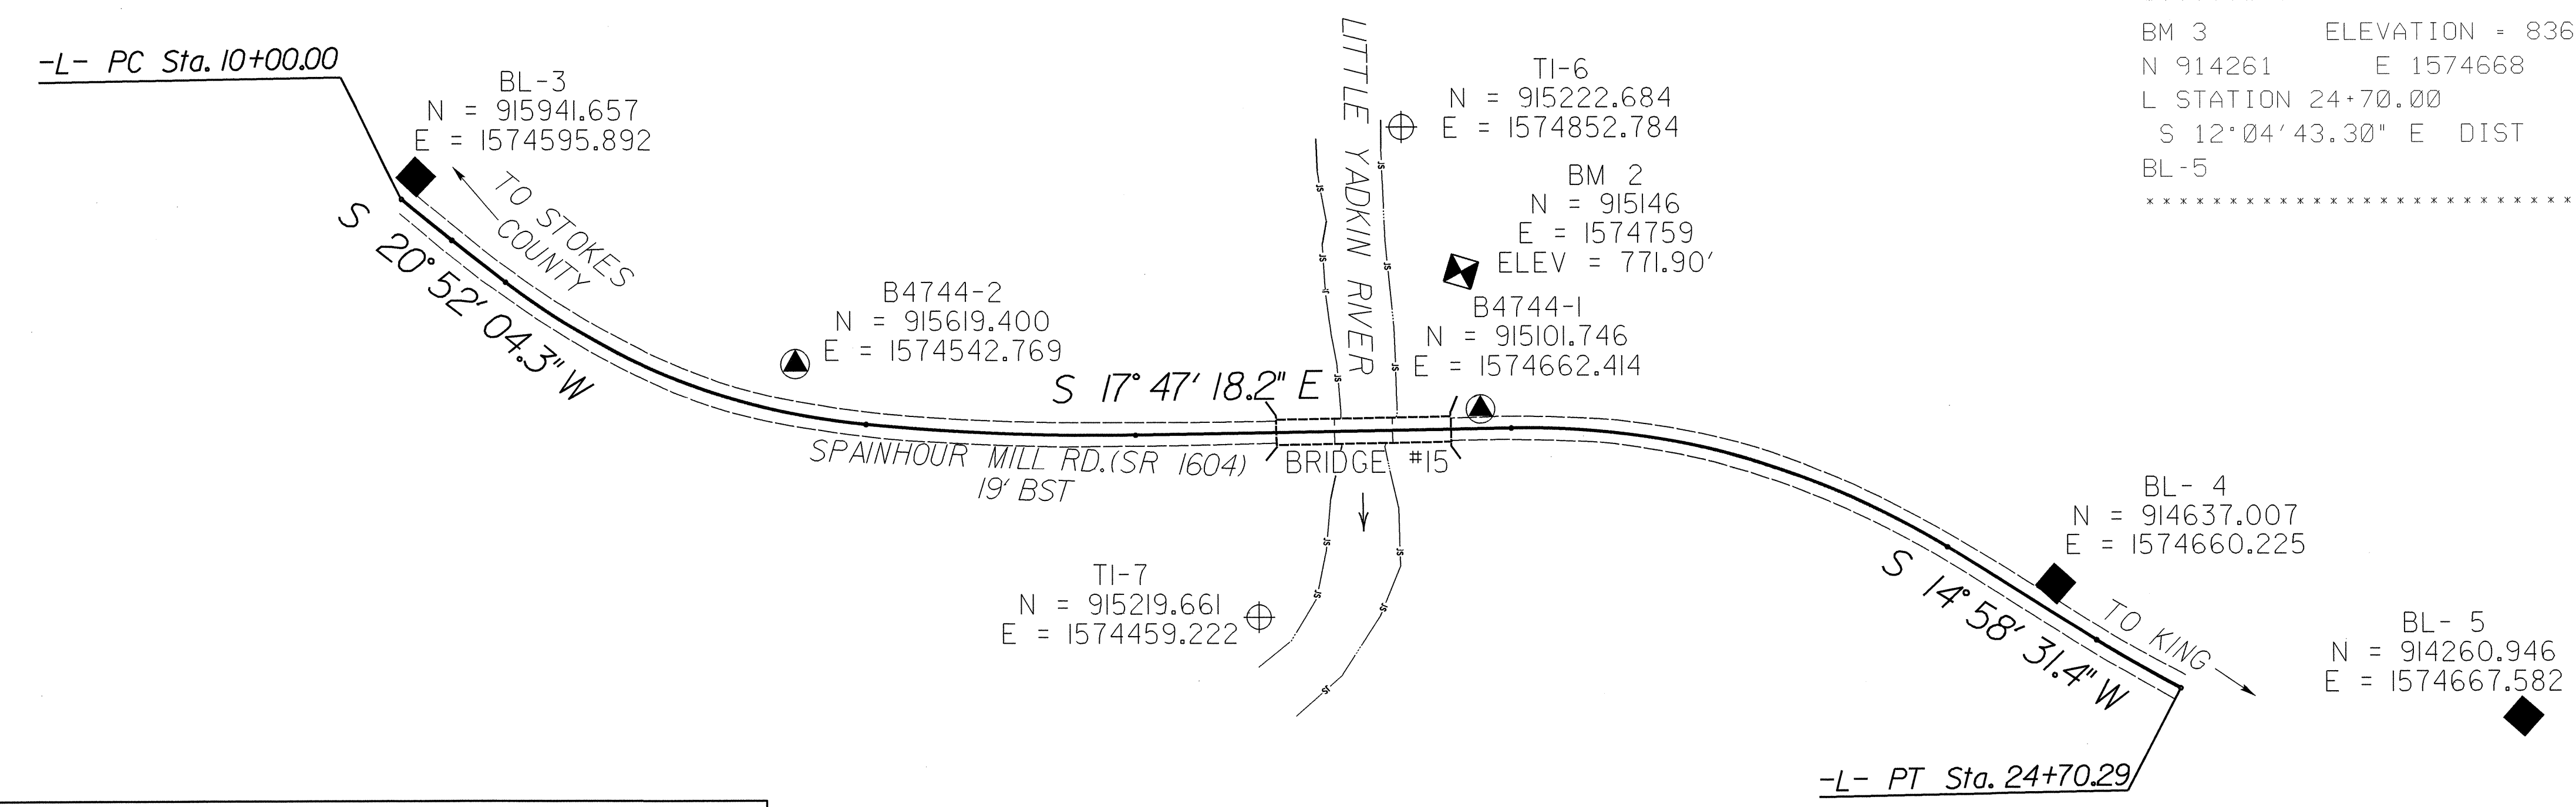 -L- PC Sta. 10+00.00
BL-3
N = 915941.657
E = 1574595.892
TO STOKES
COUNTY
S 20° 52' 04.3" W
B4744-2
N = 915619.400
E = 1574542.769
SPAINHOUR MILL RD.(SR 1604)
19' BST
S 17° 47' 18.2" E
LITTLE YADKIN RIVER
TI-6
N = 915222.684
E = 1574852.784
BM 2
N = 915146
E = 1574759
ELEV = 771.90'
B4744-1
N = 915101.746
E = 1574662.414
BRIDGE #15
TI-7
N = 915219.661
E = 1574459.222
BM 3 ELEVATION = 836
N 914261 E 1574668
L STATION 24+70.00
S 12°04'43.30" E DIST
BL-5
* * * * * * * * * * * * * * * * * * * * * * * * * *
BL- 4
N = 914637.007
E = 1574660.225
S 14° 58' 31.4" W
TO KING
BL- 5
N = 914260.946
E = 1574667.582
-L- PT Sta. 24+70.29